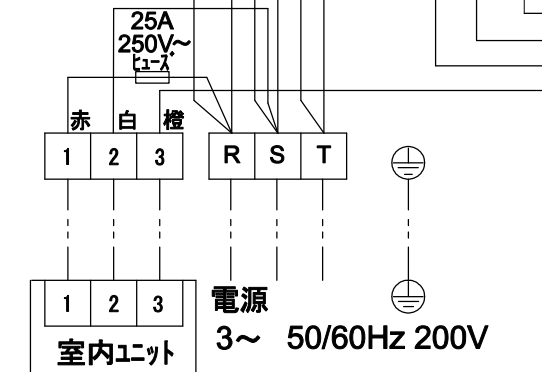 25A
250V～
ﾋｭｰｽﾞ
赤 白 橙
1 2 3 R S T
1 2 3
電源
室内ﾕﾆｯﾄ
3～ 50/60Hz 200V